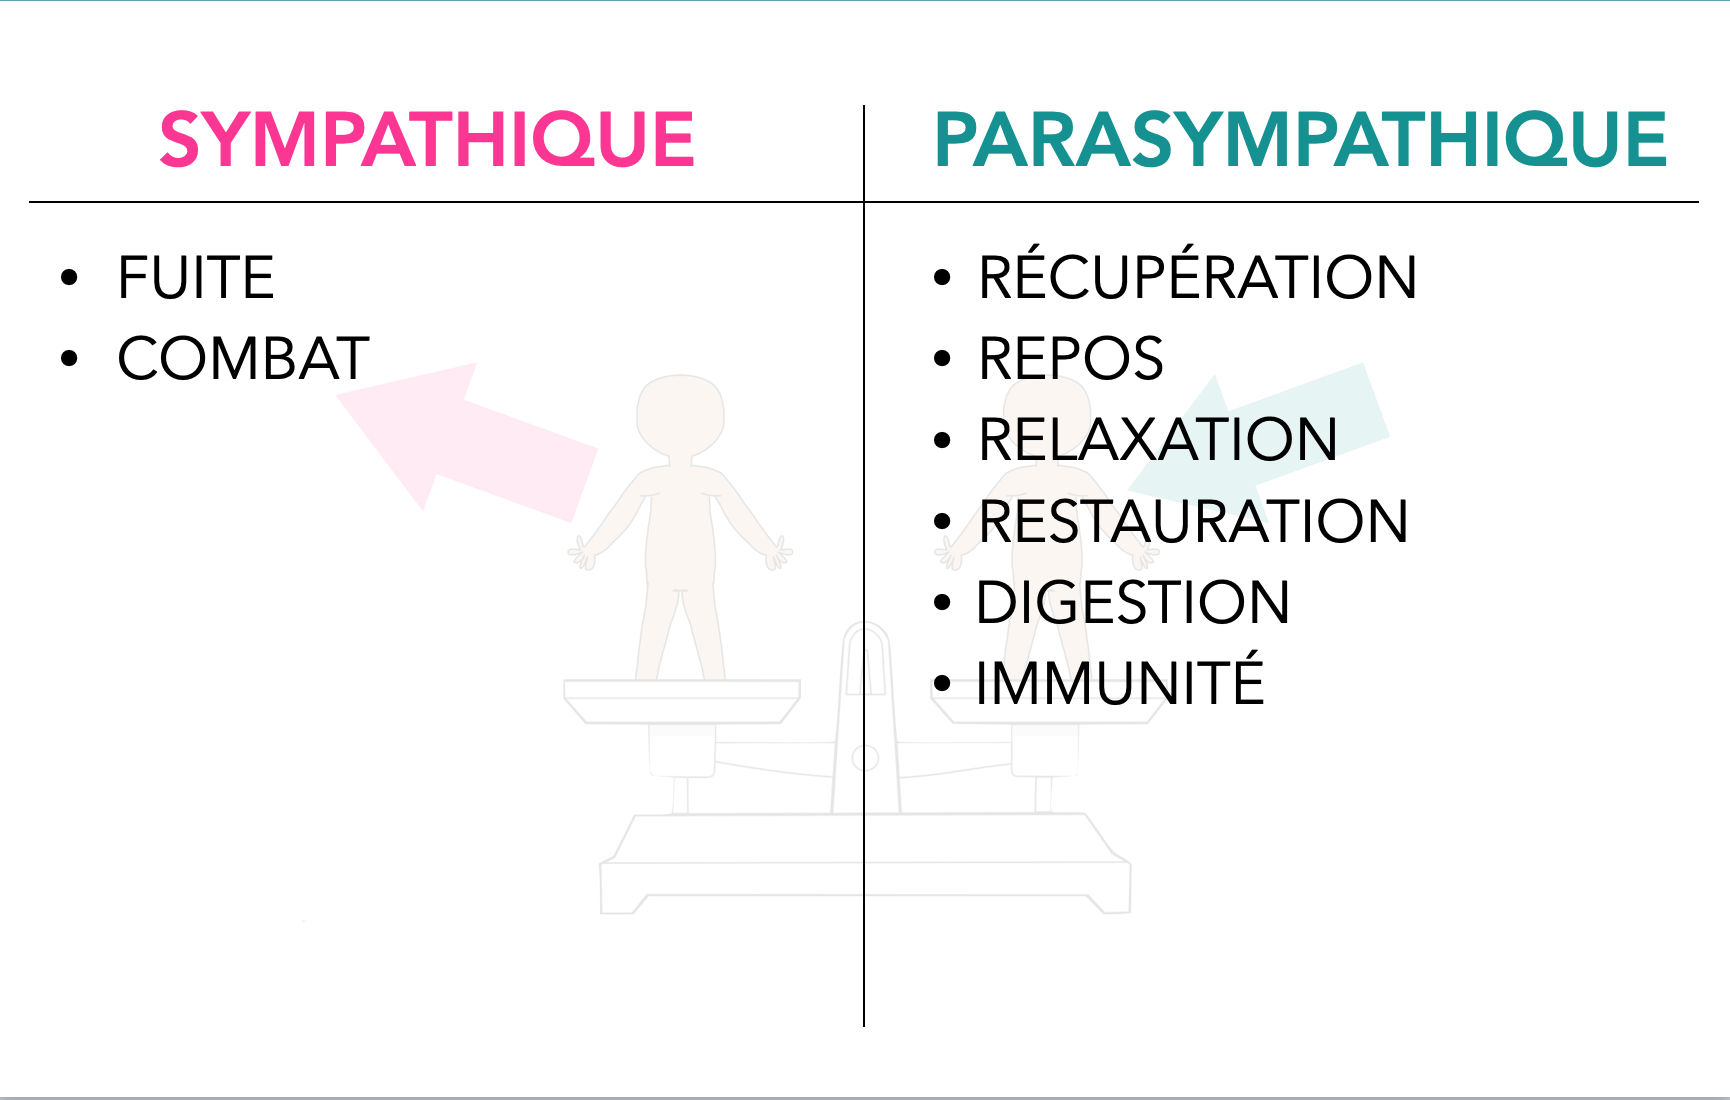 SYMPATHIQUE
PARASYMPATHIQUE
• FUITE
• COMBAT
• RÉCUPÉRATION
• REPOS
• RELAXATION
• RESTAURATION
• DIGESTION
• IMMUNITÉ